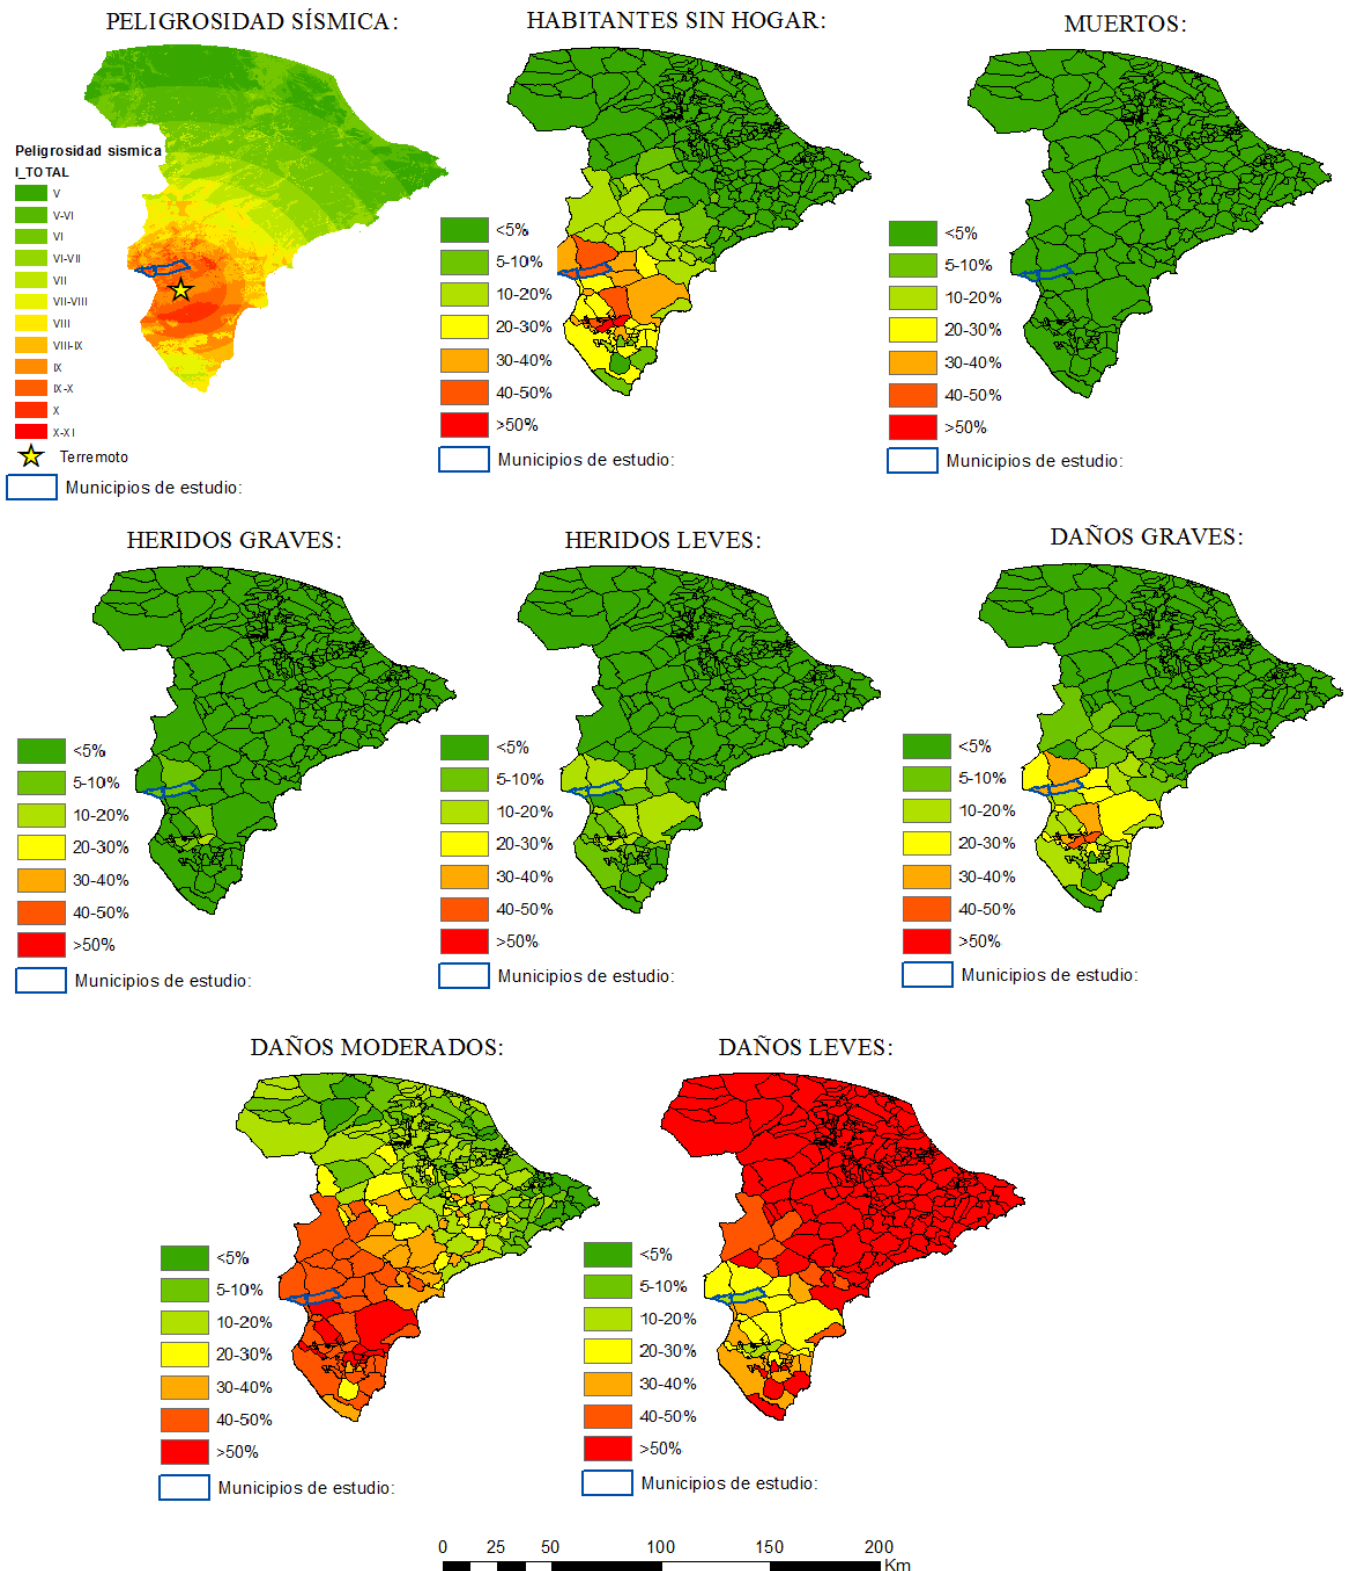 PELIGROSIDAD SÍSMICA:
Peligrosidad sismica
I_TOTAL
V
V-VI
VI
VI-VII
VII
VII-VIII
VIII
VIII-IX
IX
IX-X
X
X-XI
Terremoto
Municipios de estudio:
HABITANTES SIN HOGAR:
<5%
5-10%
10-20%
20-30%
30-40%
40-50%
>50%
Municipios de estudio:
MUERTOS:
<5%
5-10%
10-20%
20-30%
30-40%
40-50%
>50%
Municipios de estudio:
HERIDOS GRAVES:
<5%
5-10%
10-20%
20-30%
30-40%
40-50%
>50%
Municipios de estudio:
HERIDOS LEVES:
<5%
5-10%
10-20%
20-30%
30-40%
40-50%
>50%
Municipios de estudio:
DAÑOS GRAVES:
<5%
5-10%
10-20%
20-30%
30-40%
40-50%
>50%
Municipios de estudio:
DAÑOS MODERADOS:
<5%
5-10%
10-20%
20-30%
30-40%
40-50%
>50%
Municipios de estudio:
DAÑOS LEVES:
<5%
5-10%
10-20%
20-30%
30-40%
40-50%
>50%
Municipios de estudio:
0 25 50 100 150 200
Km